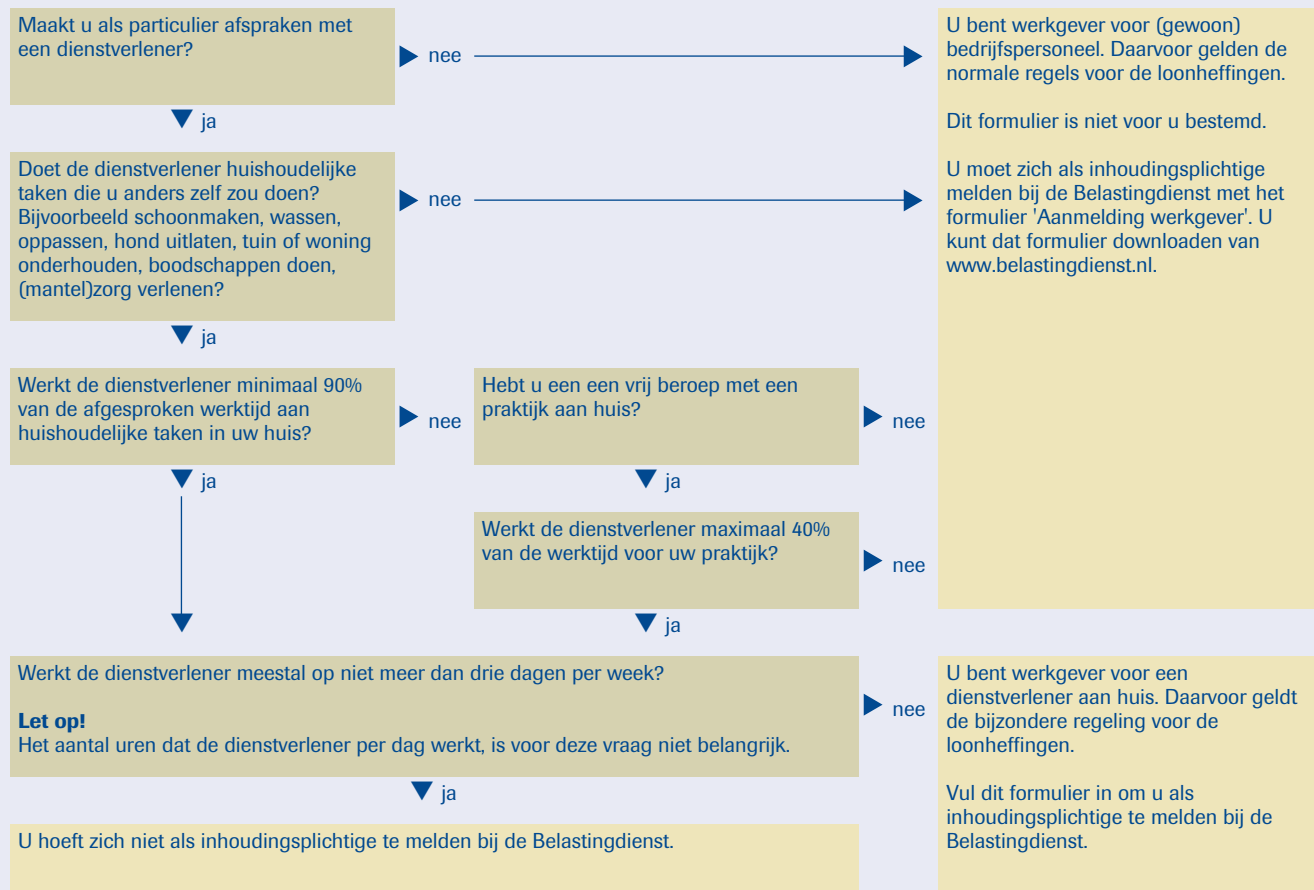 Maakt u als particulier afspraken met
een dienstverlener?
nee
U bent werkgever voor (gewoon)
bedrijfspersoneel. Daarvoor gelden de
normale regels voor de loonheffingen.
Dit formulier is niet voor u bestemd.
U moet zich als inhoudingsplichtige
melden bij de Belastingdienst met het
formulier 'Aanmelding werkgever'. U
kunt dat formulier downloaden van
www.belastingdienst.nl.
ja
Doet de dienstverlener huishoudelijke
taken die u anders zelf zou doen?
Bijvoorbeeld schoonmaken, wassen,
oppassen, hond uitlaten, tuin of woning
onderhouden, boodschappen doen,
(mantel)zorg verlenen?
nee
ja
Werkt de dienstverlener minimaal 90%
van de afgesproken werktijd aan
huishoudelijke taken in uw huis?
nee
Hebt u een een vrij beroep met een
praktijk aan huis?
nee
ja
ja
Werkt de dienstverlener maximaal 40%
van de werktijd voor uw praktijk?
nee
ja
Werkt de dienstverlener meestal op niet meer dan drie dagen per week?
Let op!
Het aantal uren dat de dienstverlener per dag werkt, is voor deze vraag niet belangrijk.
nee
U bent werkgever voor een
dienstverlener aan huis. Daarvoor geldt
de bijzondere regeling voor de
loonheffingen.
Vul dit formulier in om u als
inhoudingsplichtige te melden bij de
Belastingdienst.
ja
U hoeft zich niet als inhoudingsplichtige te melden bij de Belastingdienst.